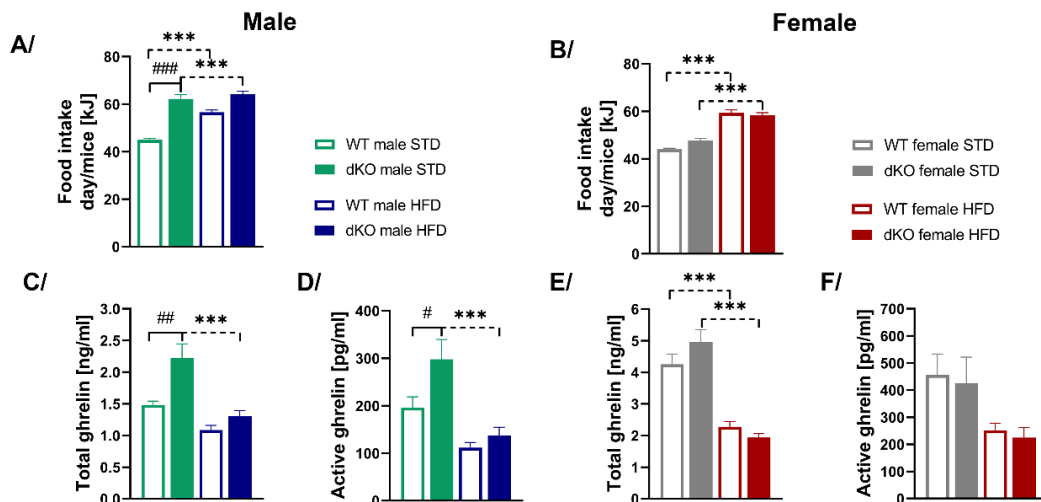 Male
Female
A/
Food intake
day/mice [kJ]
80
60
40
20
0
***
###
***
WT male STD
dKO male STD
WT male HFD
dKO male HFD
B/
Food intake
day/mice [kJ]
80
60
40
20
0
***
***
WT female STD
dKO female STD
WT female HFD
dKO female HFD
C/
Total ghrelin [ng/ml]
3.0
2.5
2.0
1.5
1.0
0.5
0.0
##
***
D/
Active ghrelin [pg/ml]
400
300
200
100
0
#
***
E/
Total ghrelin [ng/ml]
6
5
4
3
2
1
0
***
***
F/
Active ghrelin [pg/ml]
700
600
500
400
300
200
100
0